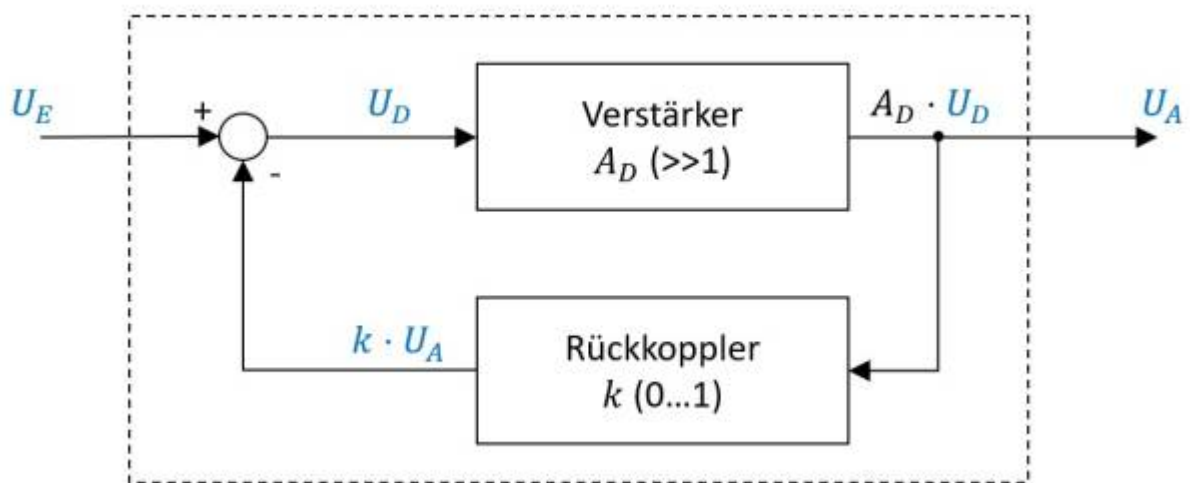 U_E
+
-
U_D
Verstärker
A_D (>>1)
A_D · U_D
U_A
k · U_A
Rückkoppler
k (0...1)